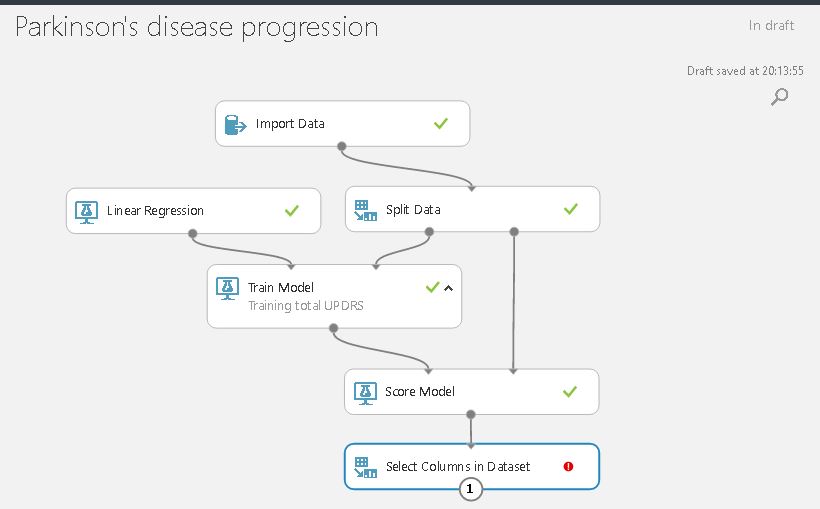 Parkinson's disease progression
In draft
Draft saved at 20:13:55
Import Data
Linear Regression
Split Data
Train Model
Training total UPDRS
Score Model
Select Columns in Dataset
1